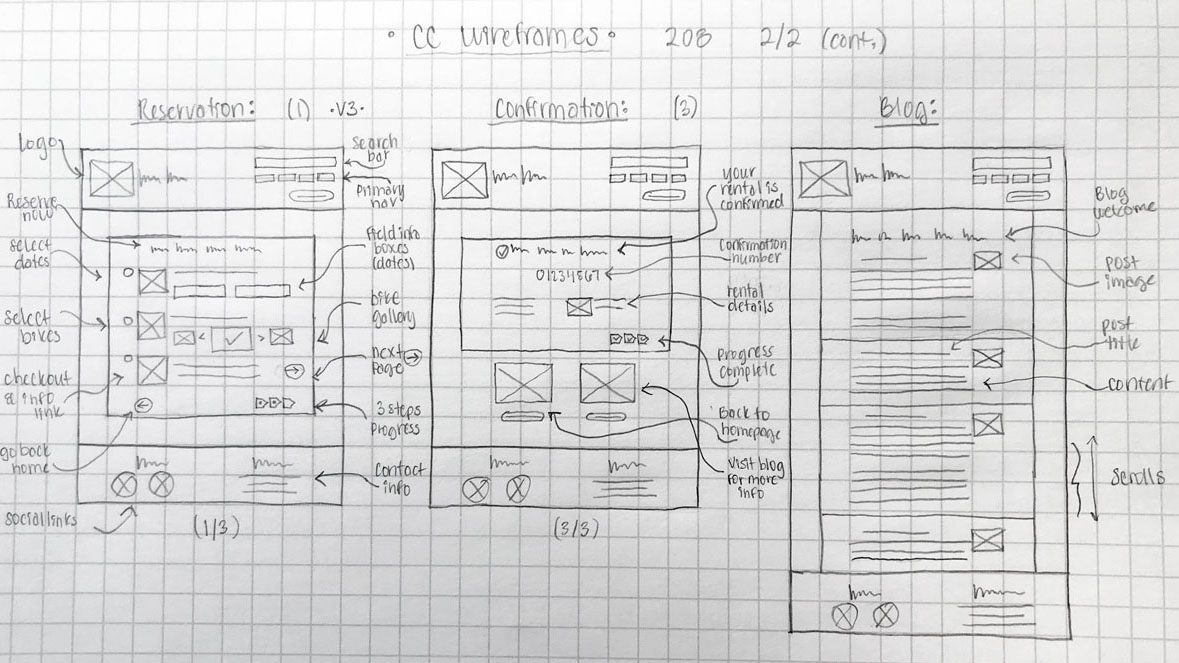 • CC Wireframes • 208 2/2 (cont.)
Reservation: (1) •V3•
Logo
Reserve
now
select
dates
select
bikes
checkout
& info
link
go back
home
social links
search
bar
primary
nav
field info
boxes
(dates)
bike
gallery
next
page
3 steps
progress
contact
info
(1/3)
Confirmation: (3)
01234567
your
rental is
confirmed
confirmation
number
rental
details
progress
complete
Back to
homepage
visit blog
for more
info
(3/3)
Blog:
Blog
welcome
post
image
post
title
content
scrolls